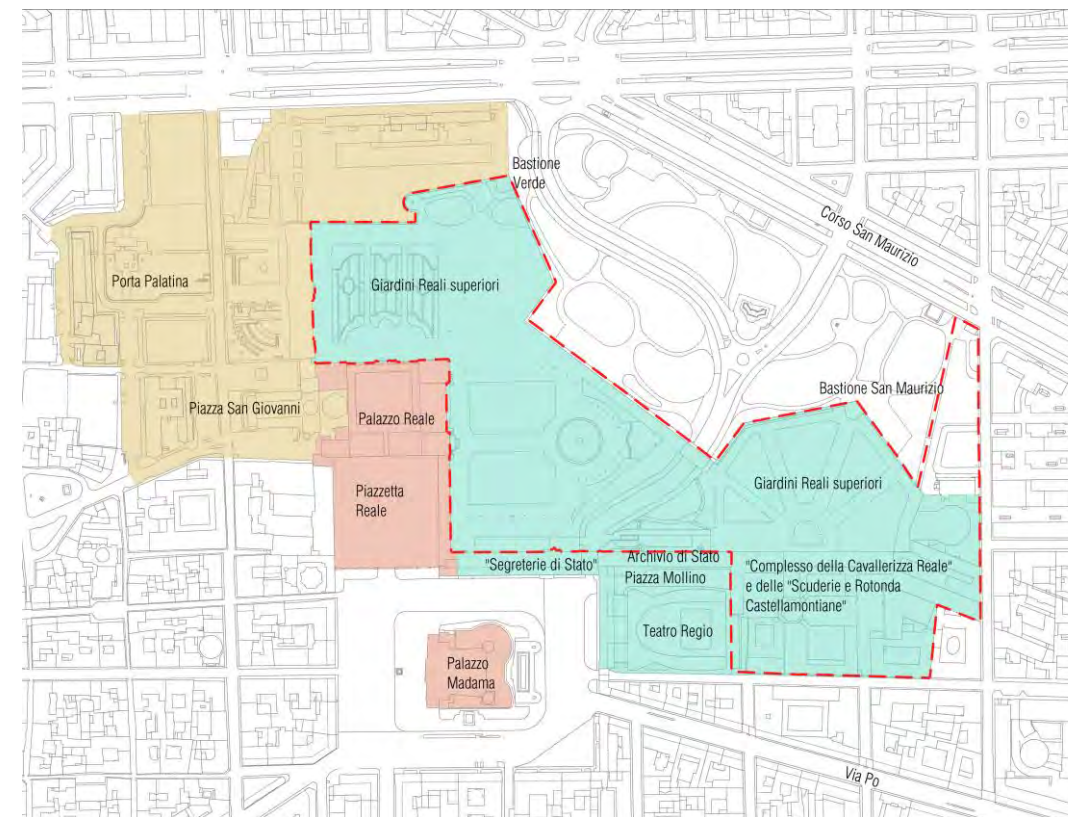 Bastione
Verde
Corso San Maurizio
Porta Palatina
Giardini Reali superiori
Bastione San Maurizio
Piazza San Giovanni
Palazzo Reale
Giardini Reali superiori
Piazzetta
Reale
"Segreterie di Stato"
Archivio di Stato
Piazza Mollino
"Complesso della Cavallerizza Reale"
e delle "Scuderie e Rotonda
Castellamontiane"
Teatro Regio
Palazzo
Madama
Via Po